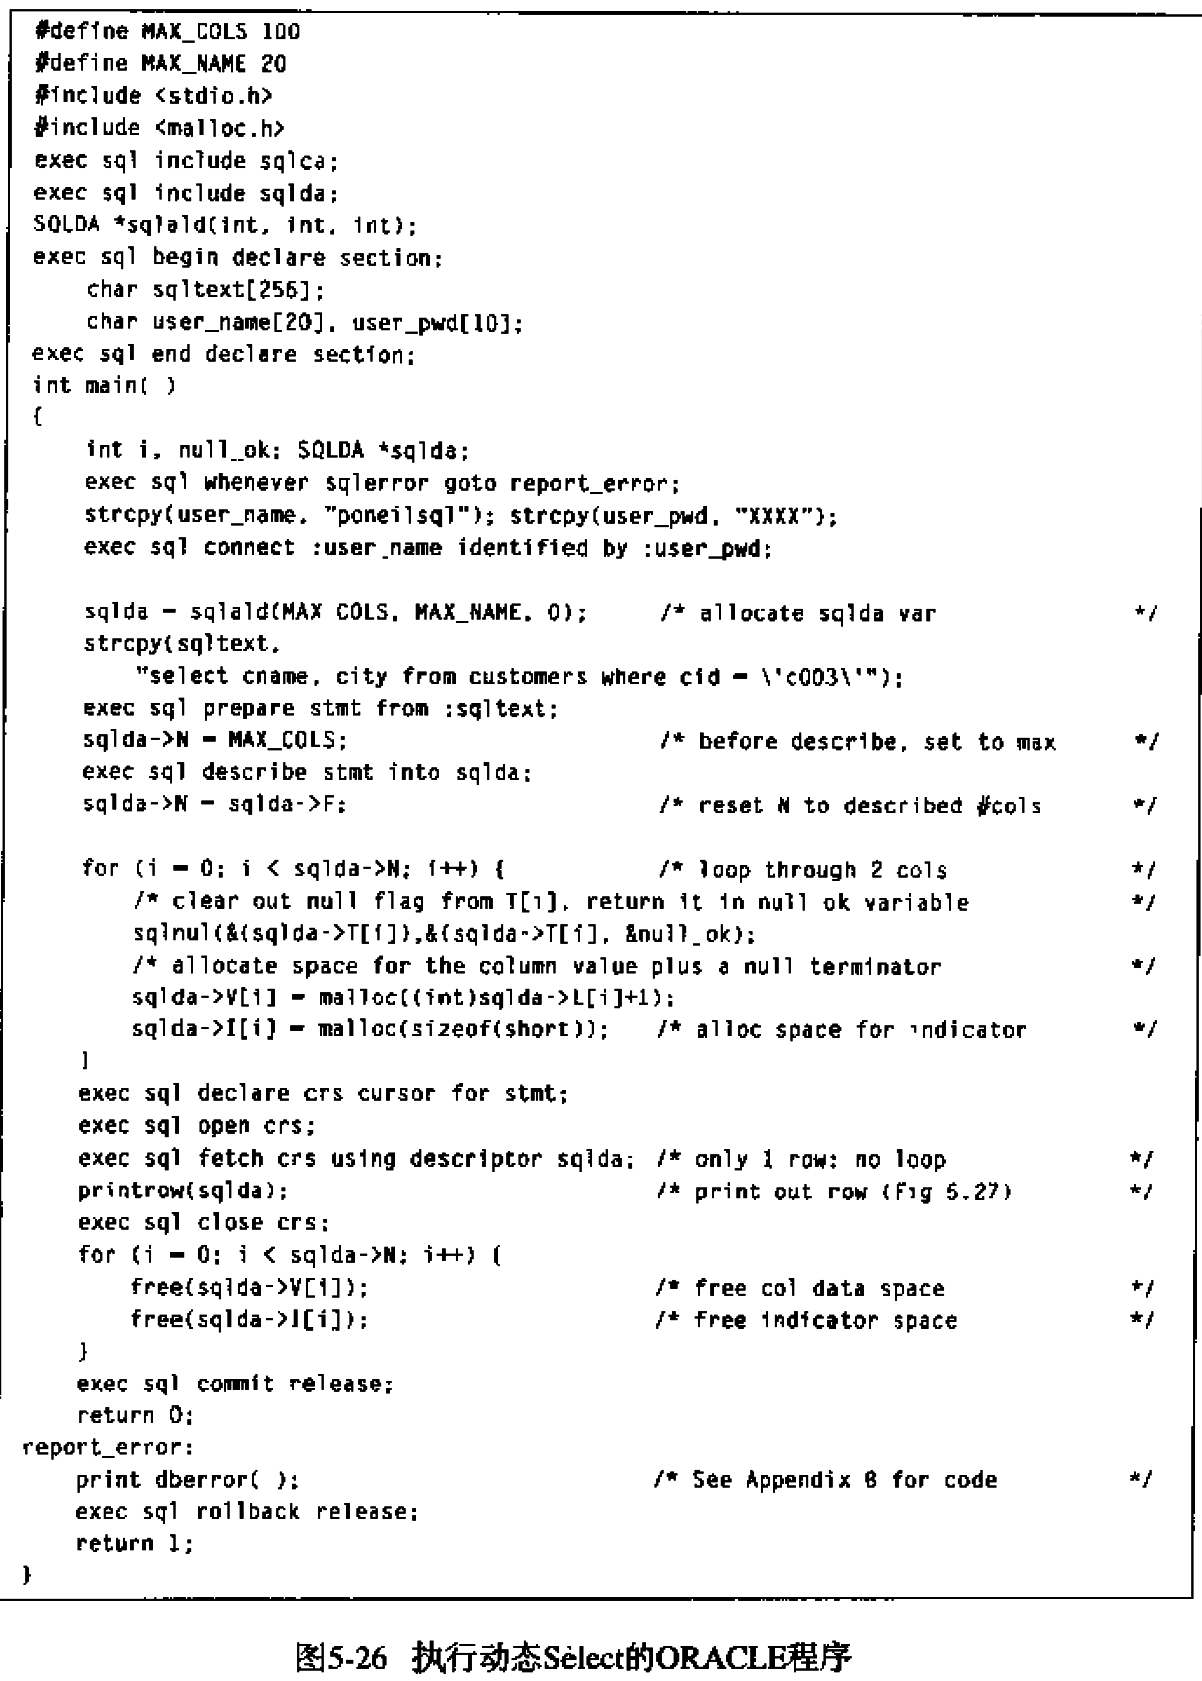 #define MAX_COLS 100
#define MAX_NAME 20
#include <stdio.h>
#include <malloc.h>
exec sql include sqlca;
exec sql include sqlda;
SQLDA *sqlald(int, int, int);
exec sql begin declare section;
    char sqltext[256];
    char user_name[20], user_pwd[10];
exec sql end declare section;
int main( )
{
    int i, null_ok; SQLDA *sqlda;
    exec sql whenever sqlerror goto report_error;
    strcpy(user_name, "poneilsql"); strcpy(user_pwd, "XXXX");
    exec sql connect :user_name identified by :user_pwd;
    sqlda = sqlald(MAX COLS, MAX_NAME, 0); /* allocate sqlda var */
    strcpy(sqltext,
        "select cname, city from customers where cid = \'c003\'");
    exec sql prepare stmt from :sqltext;
    sqlda->N = MAX_COLS; /* before describe, set to max */
    exec sql describe stmt into sqlda;
    sqlda->N = sqlda->F; /* reset N to described #cols */
    for (i = 0; i < sqlda->N; i++) { /* loop through 2 cols */
        /* clear out null flag from T[i], return it in null ok variable */
        sqlnul(&(sqlda->T[i]),&(sqlda->T[i], &null_ok);
        /* allocate space for the column value plus a null terminator */
        sqlda->V[i] = malloc((int)sqlda->L[i]+1);
        sqlda->I[i] = malloc(sizeof(short)); /* alloc space for indicator */
    }
    exec sql declare crs cursor for stmt;
    exec sql open crs;
    exec sql fetch crs using descriptor sqlda; /* only 1 row: no loop */
    printrow(sqlda); /* print out row (Fig 5.27) */
    exec sql close crs;
    for (i = 0; i < sqlda->N; i++) {
        free(sqlda->V[i]); /* free col data space */
        free(sqlda->I[i]); /* free indicator space */
    }
    exec sql commit release;
    return 0;
report_error:
    print dberror( ); /* See Appendix B for code */
    exec sql rollback release;
    return 1;
}
图5-26 执行动态Select的ORACLE程序